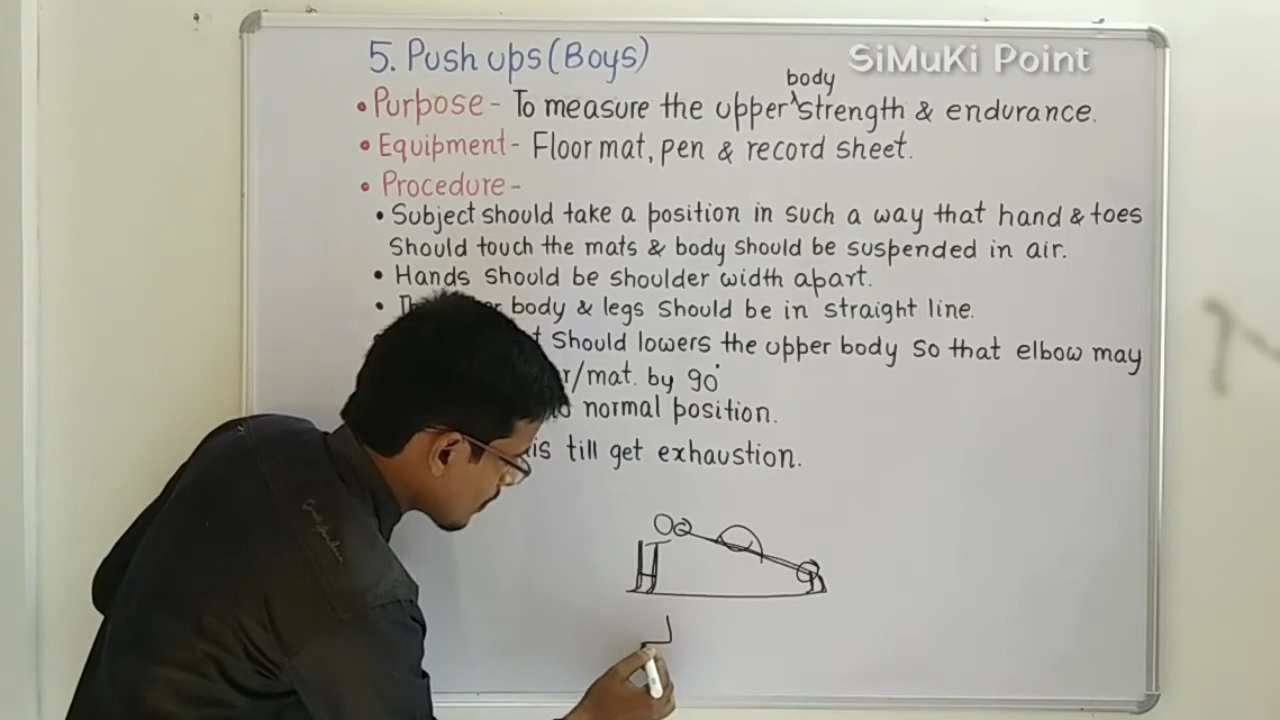 5. Push ups (Boys)
SiMuKi Point
body
• Purpose - To measure the upper ^ strength & endurance.
• Equipment - Floor mat, pen & record sheet.
• Procedure -
• Subject should take a position in such a way that hand & toes
Should touch the mats & body should be suspended in air.
• Hands should be shoulder width apart.
• body & legs should be in straight line.
should lowers the upper body so that elbow may
/mat. by 90°
normal position.
till get exhaustion.